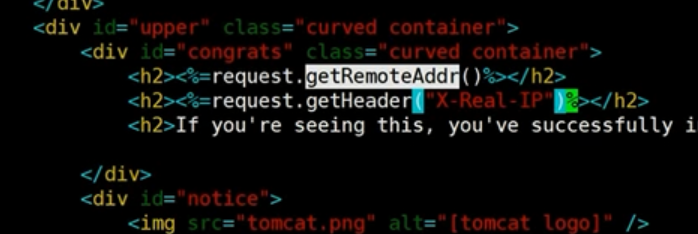 </div>
<div id="upper" class="curved container">
<div id="congrats" class="curved container">
<h2><%=request.getRemoteAddr()%></h2>
<h2><%=request.getHeader("X-Real-IP")%></h2>
<h2>If you're seeing this, you've successfully i
</div>
<div id="notice">
<img src="tomcat.png" alt="[tomcat logo]" />